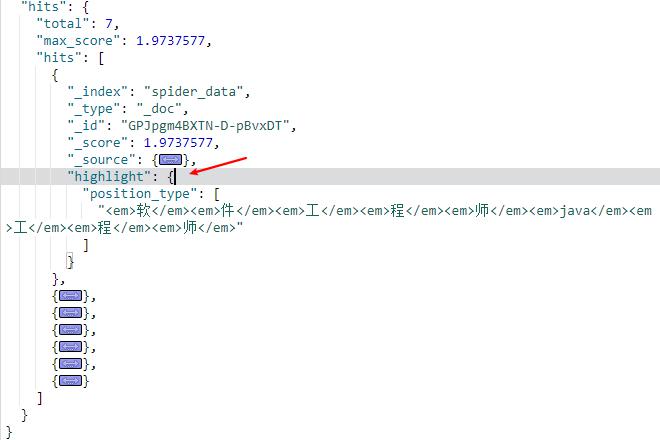 "hits": {
"total": 7,
"max_score": 1.9737577,
"hits": [
{
"_index": "spider_data",
"_type": "_doc",
"_id": "GPJpgm4BXTN-D-pBvxDT",
"_score": 1.9737577,
"_source": {},
"highlight": {
"position_type": [
"<em>软</em><em>件</em><em>工</em><em>程</em><em>师</em><em>java</em><em
>工</em><em>程</em><em>师</em>"
]
}
},
{},
{},
{},
{},
{},
{}
]
}
}